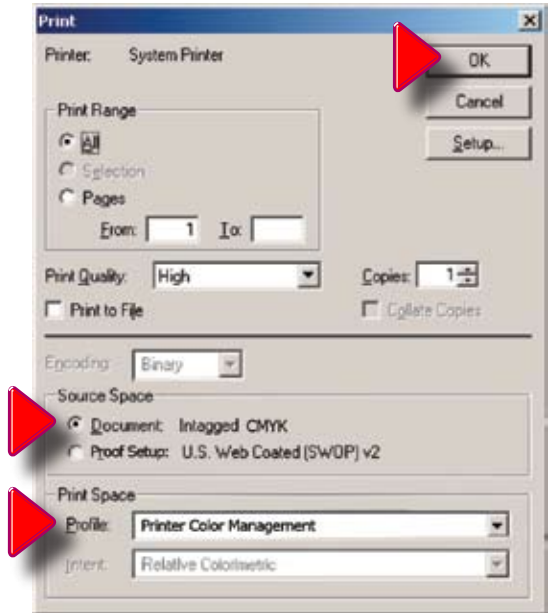 Print
Printer: System Printer
OK
Cancel
Setup...
Print Range
All
Selection
Pages
From: 1 To:
Print Quality: High
Copies: 1
Print to File
Collate Copies
Encoding: Binary
Source Space
Document: Intagged CMYK
Proof Setup: U.S. Web Coated (SWOP) v2
Print Space
Profile: Printer Color Management
Intent: Relative Colorimetric